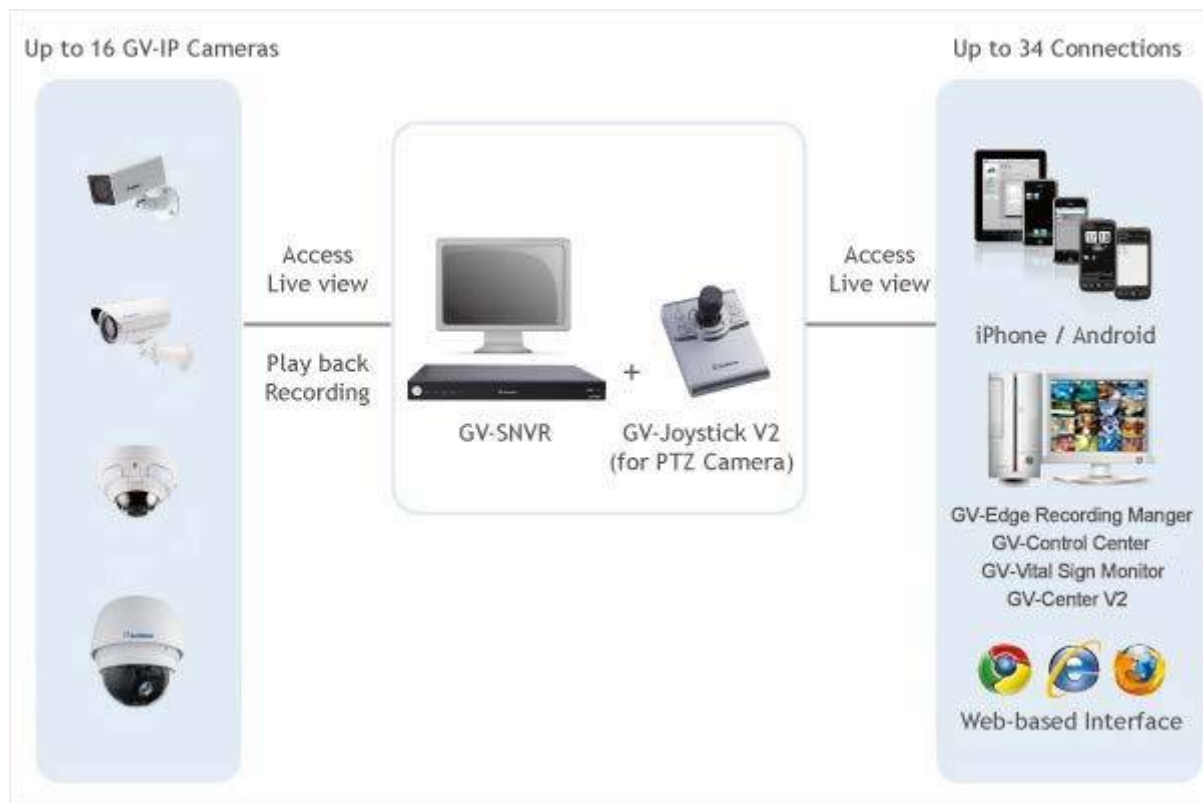 Up to 16 GV-IP Cameras
Up to 34 Connections
Access
Live view
Play back
Recording
GV-SNVR
+
GV-Joystick V2
(for PTZ Camera)
Access
Live view
iPhone / Android
GV-Edge Recording Manger
GV-Control Center
GV-Vital Sign Monitor
GV-Center V2
Web-based Interface